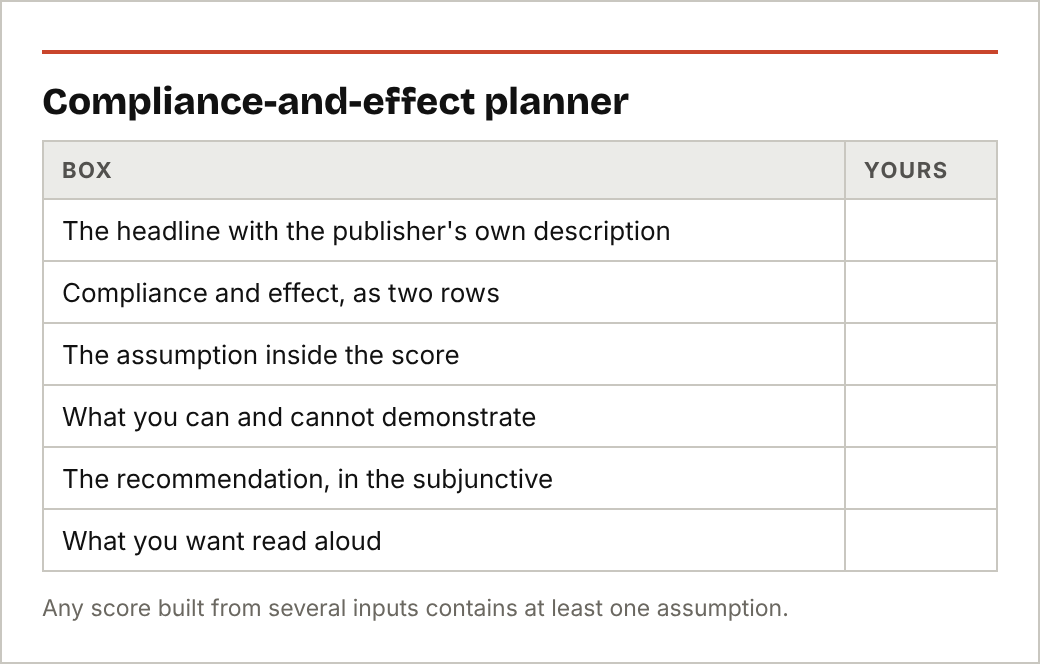 Compliance-and-effect planner
BOX
YOURS
The headline with the publisher's own description
Compliance and effect, as two rows
The assumption inside the score
What you can and cannot demonstrate
The recommendation, in the subjunctive
What you want read aloud
Any score built from several inputs contains at least one assumption.